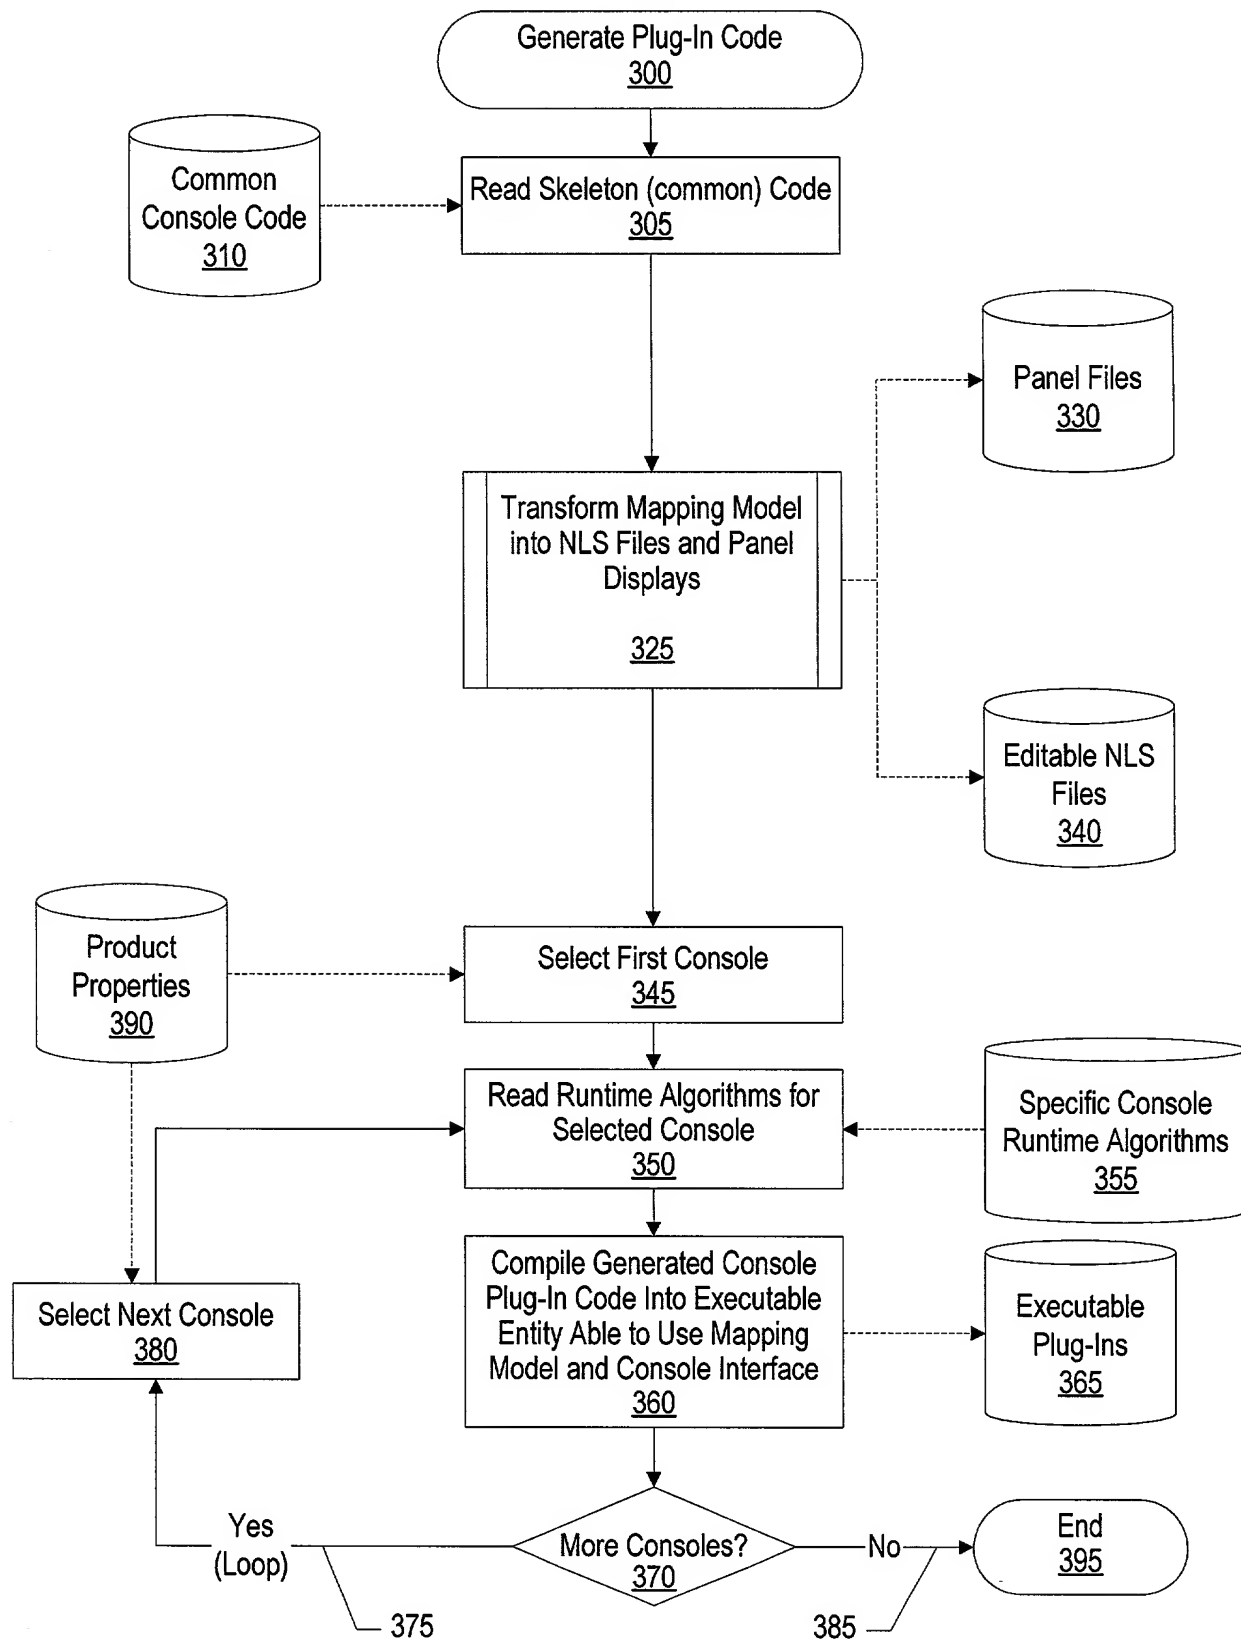 Generate Plug-In Code
300
Common
Console Code
310
Read Skeleton (common) Code
305
Panel Files
330
Transform Mapping Model
into NLS Files and Panel
Displays
325
Editable NLS
Files
340
Product
Properties
390
Select First Console
345
Read Runtime Algorithms for
Selected Console
350
Specific Console
Runtime Algorithms
355
Select Next Console
380
Compile Generated Console
Plug-In Code Into Executable
Entity Able to Use Mapping
Model and Console Interface
360
Executable
Plug-Ins
365
Yes
(Loop)
More Consoles?
370
No
End
395
375
385